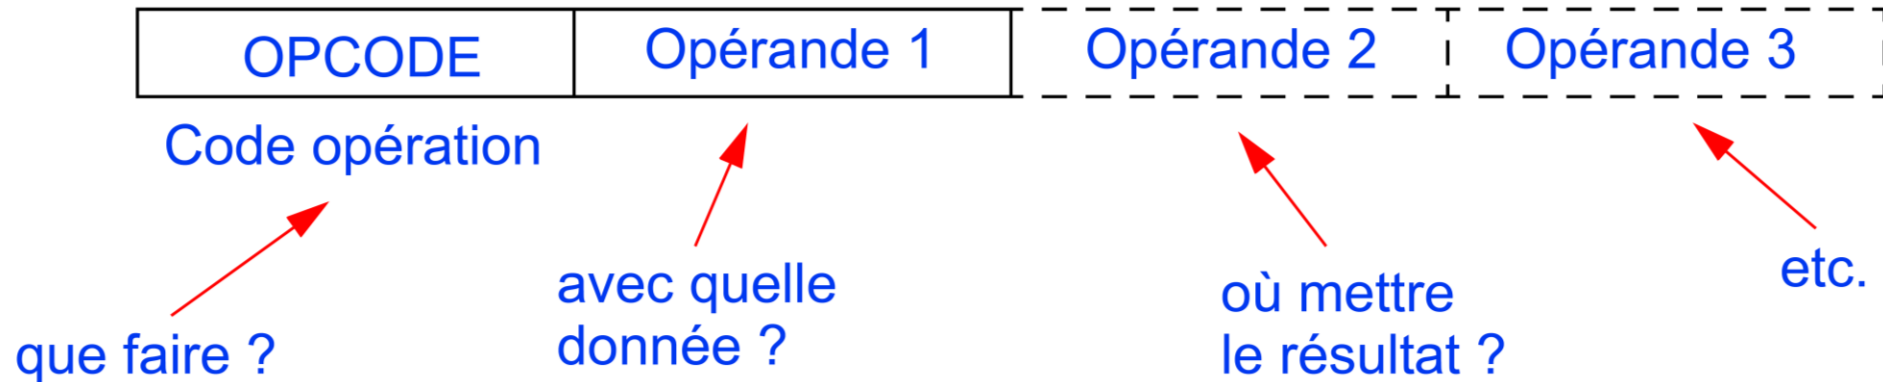 OPCODE
Opérande 1
Opérande 2
Opérande 3
Code opération
que faire ?
avec quelle
donnée ?
où mettre
le résultat ?
etc.